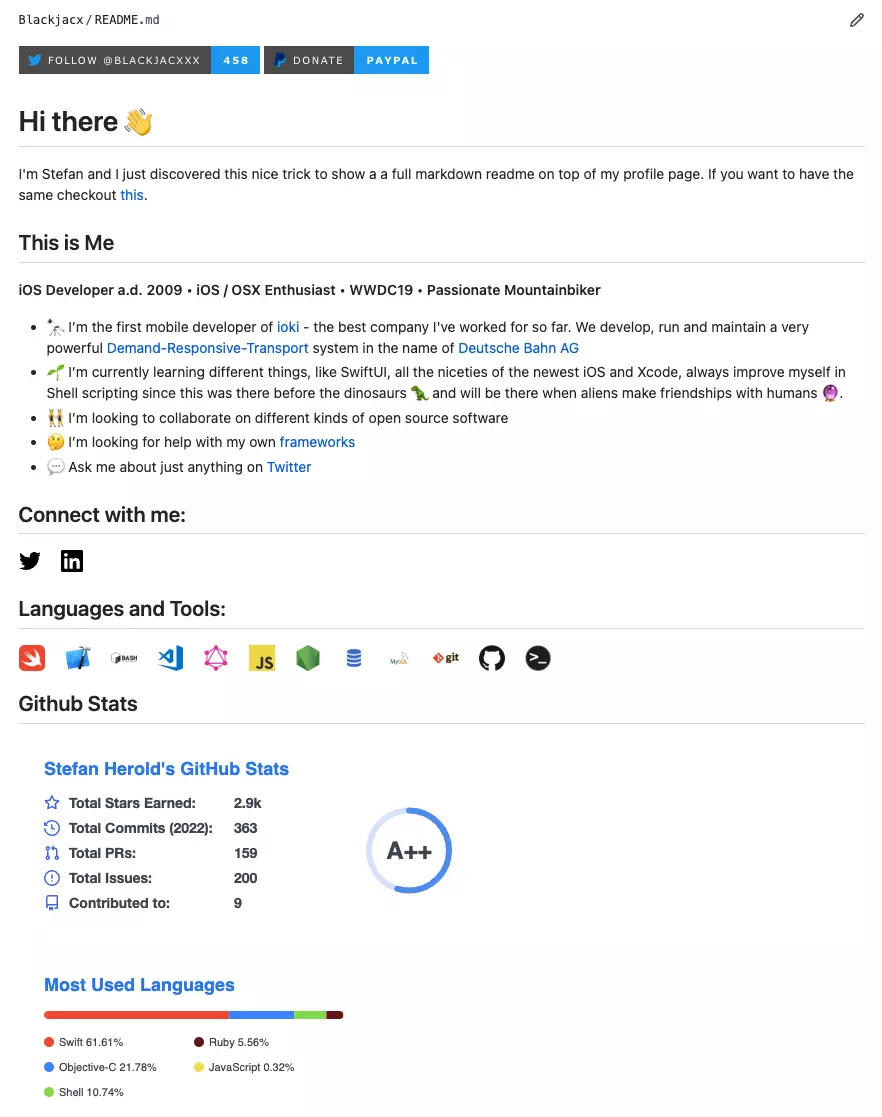 Blackjacx/README.md
FOLLOW @BLACKJACXXX 458 DONATE PAYPAL
Hi there 👋
I'm Stefan and I just discovered this nice trick to show a a full markdown readme on top of my profile page. If you want to have the
same checkout this.
This is Me
iOS Developer a.d. 2009 • iOS / OSX Enthusiast • WWDC19 • Passionate Mountainbiker
• 🔭 I’m the first mobile developer of ioki - the best company I've worked for so far. We develop, run and maintain a very
powerful Demand-Responsive-Transport system in the name of Deutsche Bahn AG
• 🌱 I’m currently learning different things, like SwiftUI, all the niceties of the newest iOS and Xcode, always improve myself in
Shell scripting since this was there before the dinosaurs 🦖 and will be there when aliens make friendships with humans 🔮.
• 👯 I’m looking to collaborate on different kinds of open source software
• 🤔 I’m looking for help with my own frameworks
• 💬 Ask me about just anything on Twitter
Connect with me:
in
Languages and Tools:
BASH JS MySQL git >_
Github Stats
Stefan Herold's GitHub Stats
Total Stars Earned: 2.9k
Total Commits (2022): 363
Total PRs: 159
Total Issues: 200
Contributed to: 9
A++
Most Used Languages
Swift 61.61% Ruby 5.56%
Objective-C 21.78% JavaScript 0.32%
Shell 10.74%